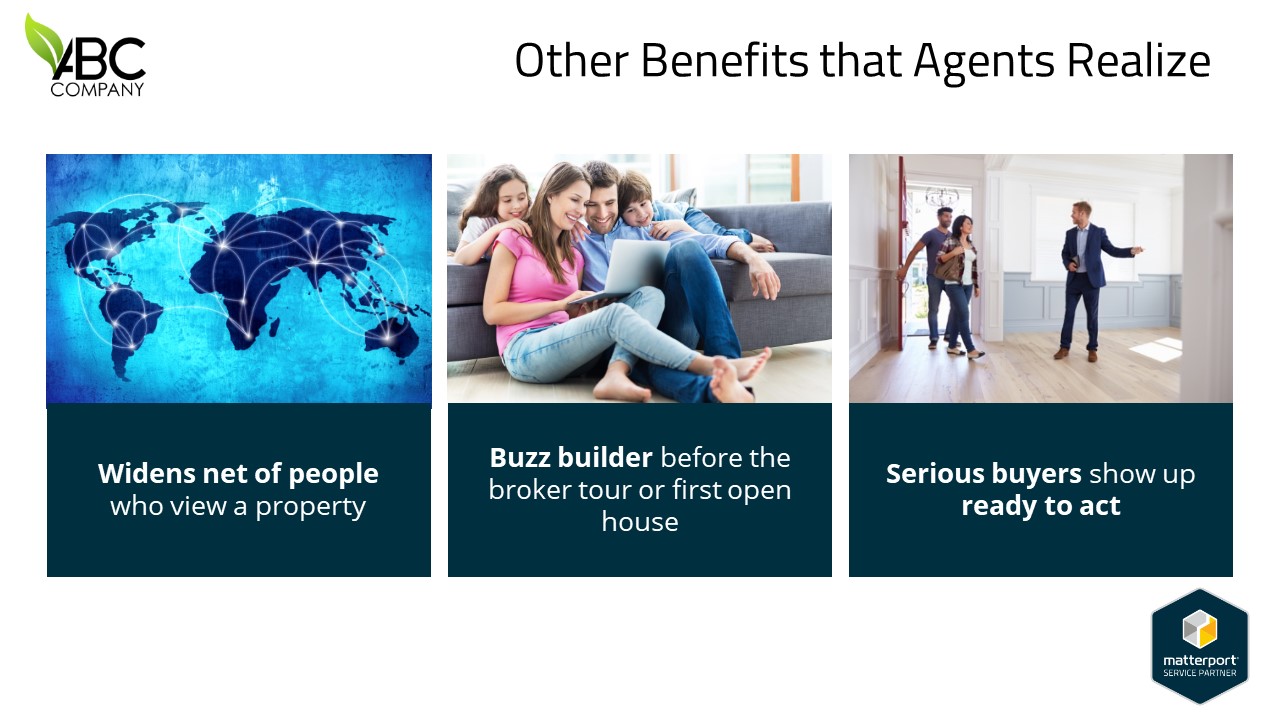 ABC
COMPANY
Other Benefits that Agents Realize
Widens net of people
who view a property
Buzz builder before the
broker tour or first open
house
Serious buyers show up
ready to act
matterport
SERVICE PARTNER